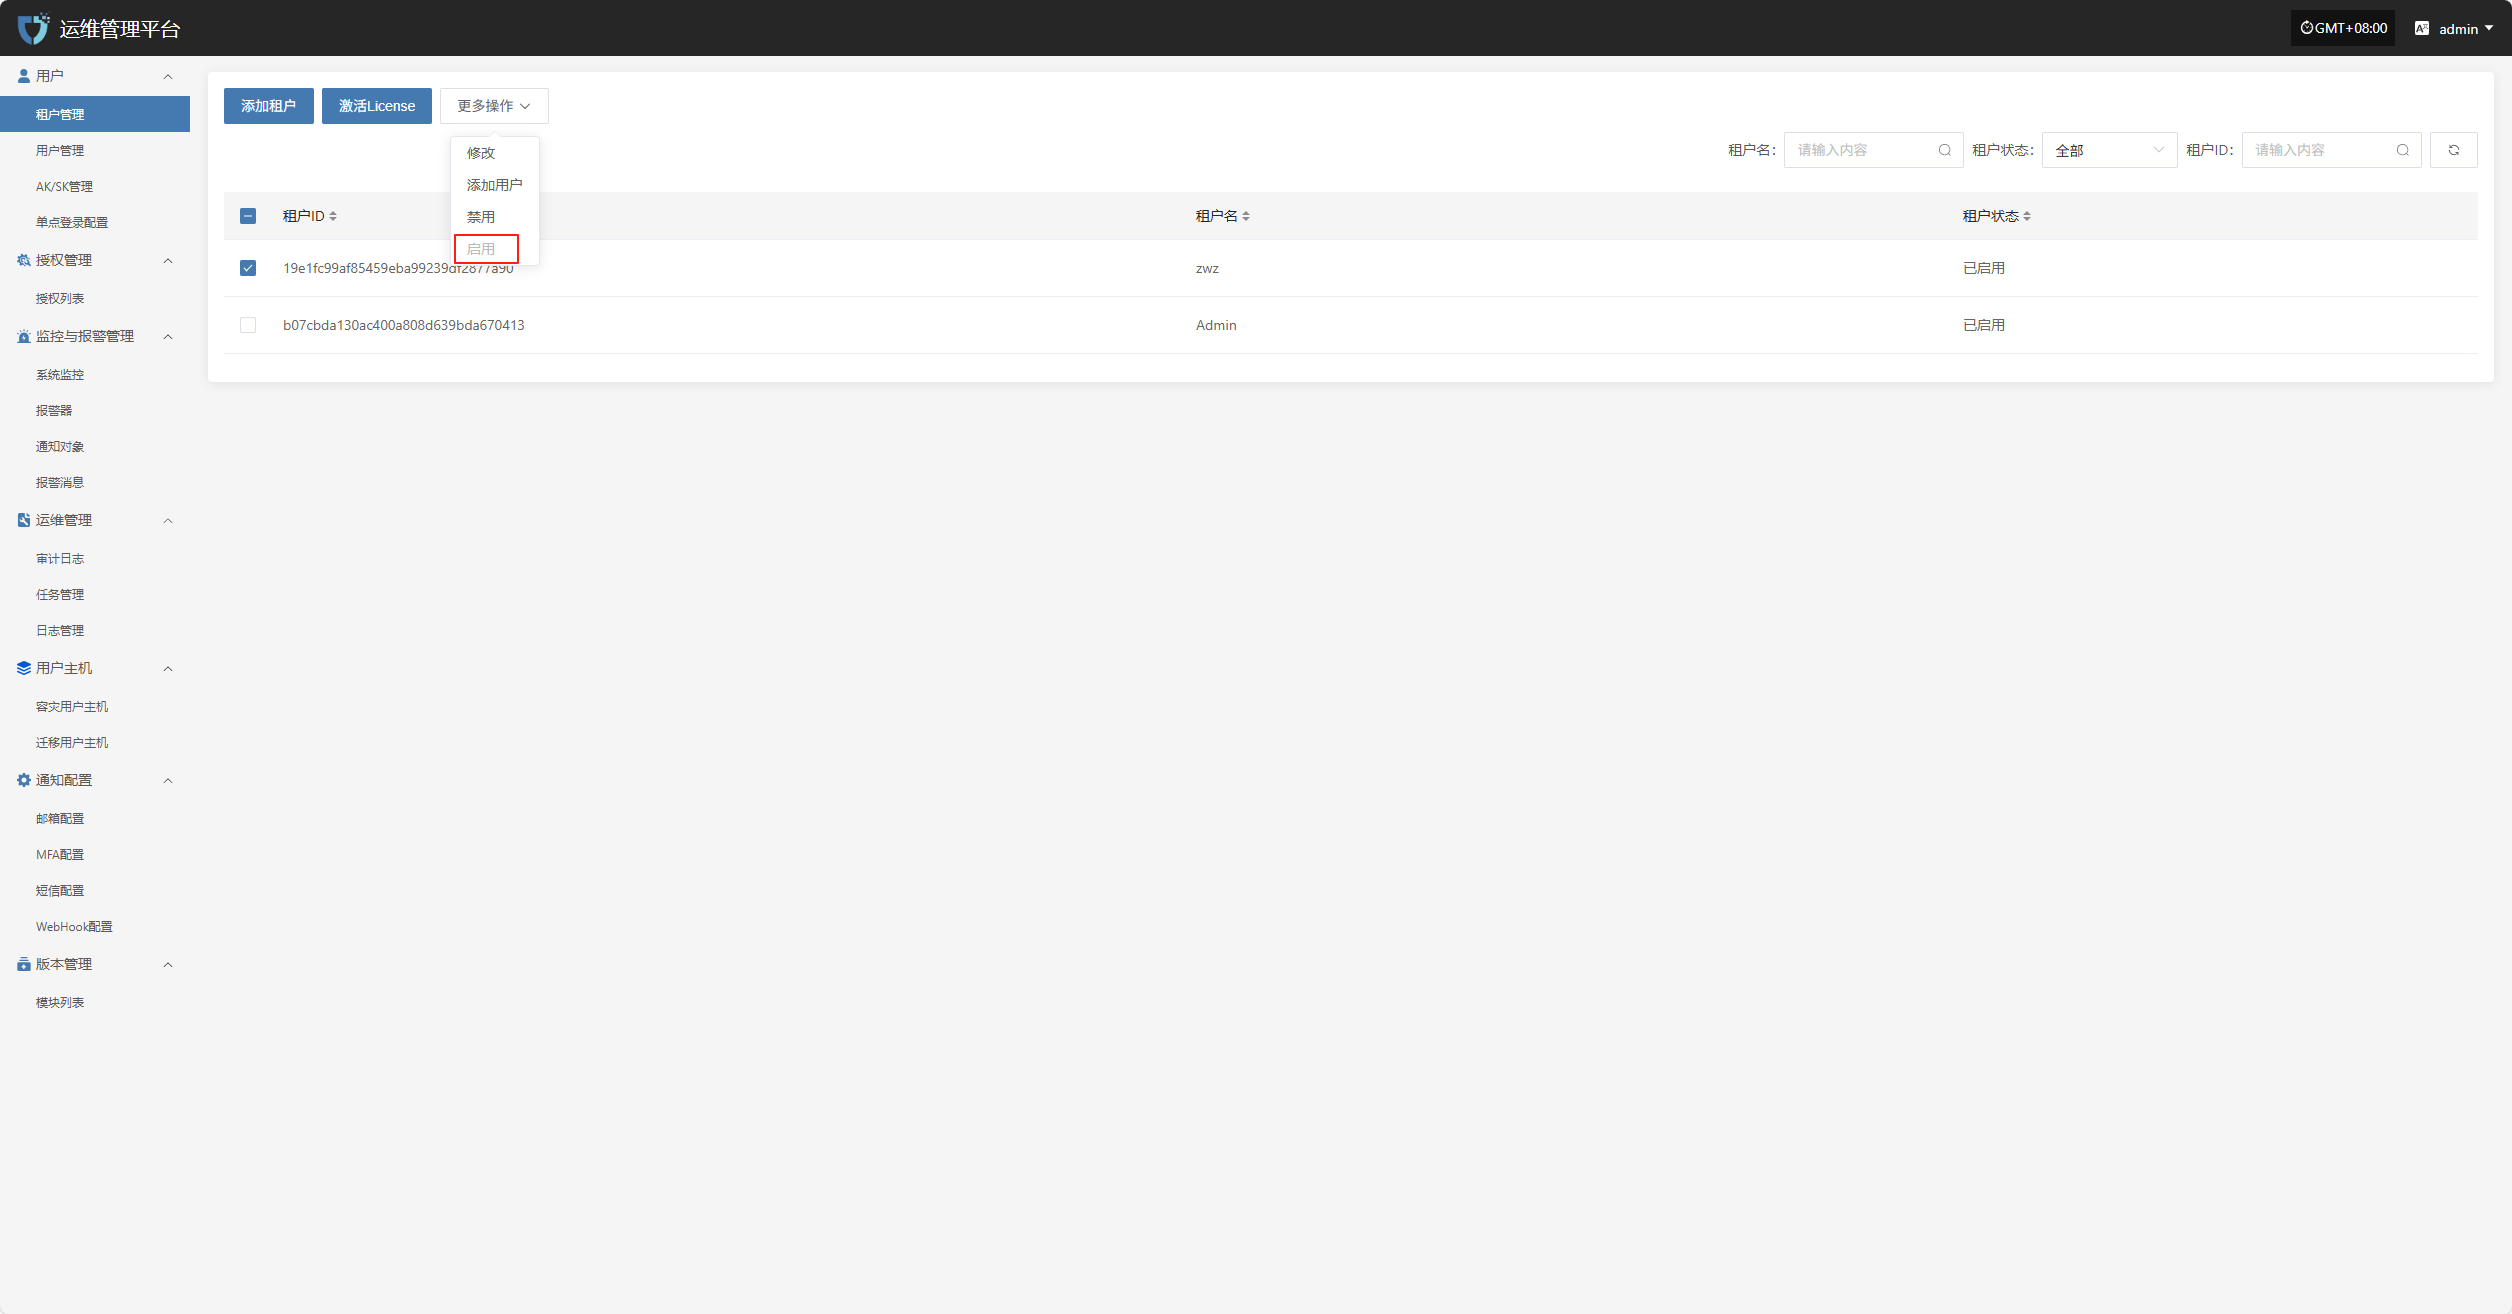 运维管理平台
GMT+08:00
admin
用户
租户管理
用户管理
AK/SK管理
单点登录配置
授权管理
授权列表
监控与报警管理
系统监控
报警器
通知对象
报警消息
运维管理
审计日志
任务管理
日志管理
用户主机
容灾用户主机
迁移用户主机
通知配置
邮箱配置
MFA配置
短信配置
WebHook配置
版本管理
模块列表
添加租户
激活License
更多操作
修改
添加用户
禁用
启用
租户名:
请输入内容
租户状态:
全部
租户ID:
请输入内容
租户ID
租户名
租户状态
19e1fc99af85459eba99239df2877a90
zwz
已启用
b07cbda130ac400a808d639bda670413
Admin
已启用